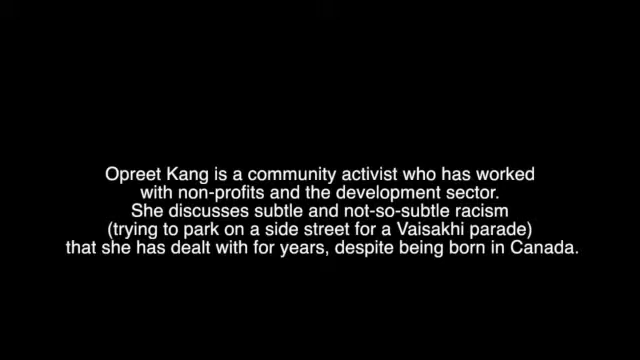 Opreet Kang is a community activist who has worked
with non-profits and the development sector.
She discusses subtle and not-so-subtle racism
(trying to park on a side street for a Vaisakhi parade)
that she has dealt with for years, despite being born in Canada.